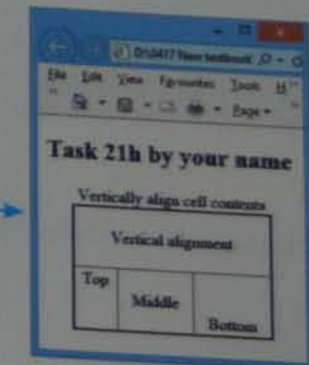 D:\0417 New textbook
File Edit View Favourites Tools H
Page
Task 21h by your name
Vertically align cell contents
Vertical alignment
Top
Middle
Bottom